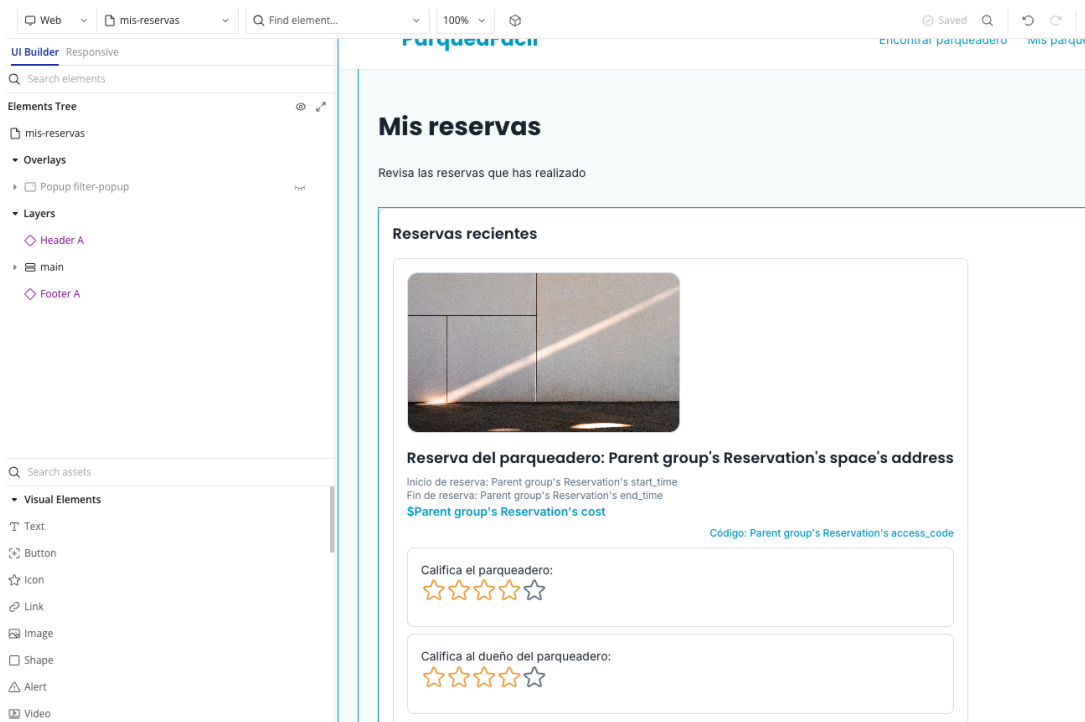 Web
mis-reservas
Find element...
100%
Saved
UI Builder
Responsive
Search elements
Elements Tree
mis-reservas
Overlays
Popup filter-popup
Layers
Header A
main
Footer A
Search assets
Visual Elements
Text
Button
Icon
Link
Image
Shape
Alert
Video
ParqueaFácil
Encontrar parqueadero
Mis parque
Mis reservas
Revisa las reservas que has realizado
Reservas recientes
Reserva del parqueadero: Parent group's Reservation's space's address
Inicio de reserva: Parent group's Reservation's start_time
Fin de reserva: Parent group's Reservation's end_time
$Parent group's Reservation's cost
Código: Parent group's Reservation's access_code
Califica el parqueadero:
Califica al dueño del parqueadero: